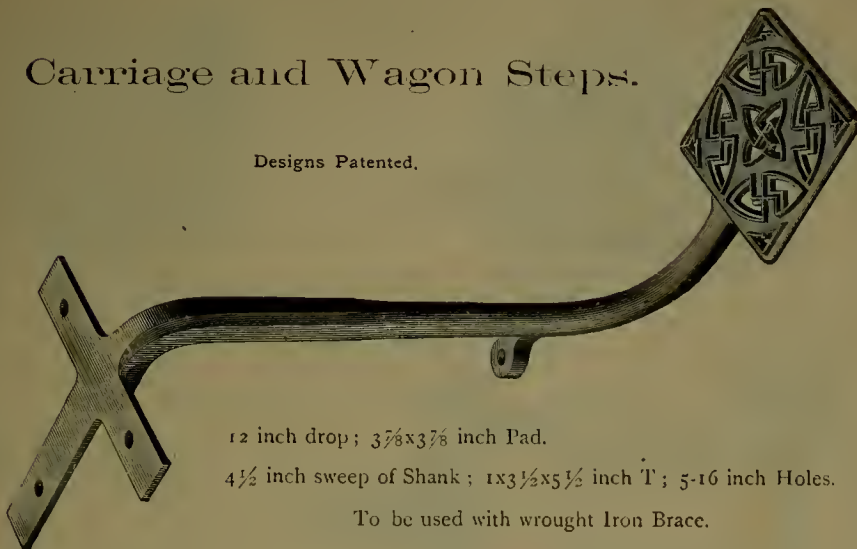 Carriage and Wagon Steps.
Designs Patented.
12 inch drop; 3⅞x3⅞ inch Pad.
4½ inch sweep of Shank; 1x3½x5½ inch T; 5-16 inch Holes.
To be used with wrought Iron Brace.